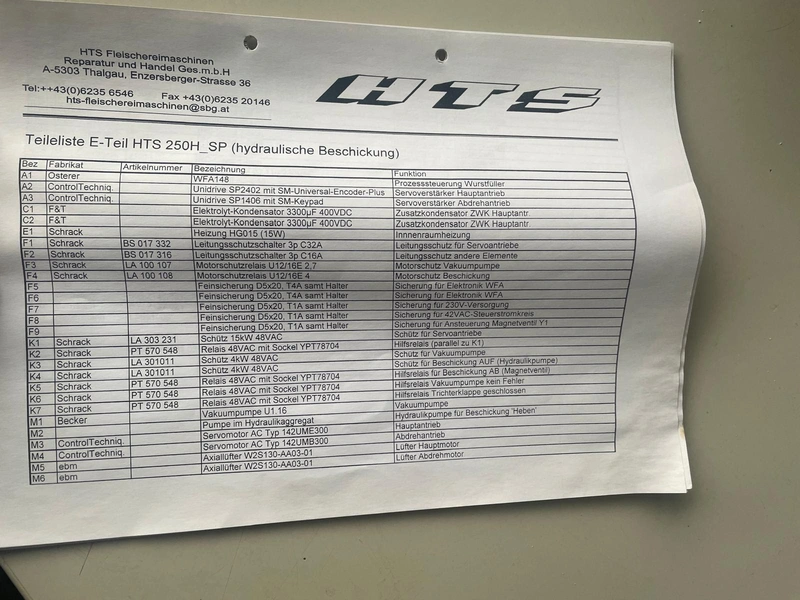 HTS Fleischereimaschinen
Reparatur und Handel Ges.m.b.H
A-5303 Thalgau, Enzersberger-Strasse 36
Tel:++43(0)6235 6546 Fax +43(0)6235 20146
hts-fleischereimaschinen@sbg.at
HTS
Teileliste E-Teil HTS 250H_SP (hydraulische Beschickung)
Bez Fabrikat Artikelnummer Bezeichnung Funktion
A1 Osterer WFA148 Prozesssteuerung Wurstfüller
A2 ControlTechniq. Unidrive SP2402 mit SM-Universal-Encoder-Plus Servoverstärker Hauptantrieb
A3 ControlTechniq. Unidrive SP1406 mit SM-Keypad Servoverstärker Abdrehantrieb
C1 F&T Elektrolyt-Kondensator 3300µF 400VDC Zusatzkondensator ZWK Hauptantr.
C2 F&T Elektrolyt-Kondensator 3300µF 400VDC Zusatzkondensator ZWK Hauptantr.
E1 Schrack Heizung HG015 (15W) Innnenraumheizung
F1 Schrack BS 017 332 Leitungsschutzschalter 3p C32A Leitungsschutz für Servoantriebe
F2 Schrack BS 017 316 Leitungsschutzschalter 3p C16A Leitungsschutz andere Elemente
F3 Schrack LA 100 107 Motorschutzrelais U12/16E 2,7 Motorschutz Vakuumpumpe
F4 Schrack LA 100 108 Motorschutzrelais U12/16E 4 Motorschutz Beschickung
F5 Feinsicherung D5x20, T4A samt Halter Sicherung für Elektronik WFA
F6 Feinsicherung D5x20, T4A samt Halter Sicherung für Elektronik WFA
F7 Feinsicherung D5x20, T1A samt Halter Sicherung für 230V-Versorgung
F8 Feinsicherung D5x20, T1A samt Halter Sicherung für 42VAC-Steuerstromkreis
F9 Feinsicherung D5x20, T1A samt Halter Sicherung für Ansteuerung Magnetventil Y1
K1 Schrack LA 303 231 Schütz 15kW 48VAC Schütz für Servoantriebe
K2 Schrack PT 570 548 Relais 48VAC mit Sockel YPT78704 Hilfsrelais (parallel zu K1)
K3 Schrack LA 301011 Schütz 4kW 48VAC Schütz für Vakuumpumpe
K4 Schrack LA 301011 Schütz 4kW 48VAC Schütz für Beschickung AUF (Hydraulikpumpe)
K5 Schrack PT 570 548 Relais 48VAC mit Sockel YPT78704 Hilfsrelais für Beschickung AB (Magnetventil)
K6 Schrack PT 570 548 Relais 48VAC mit Sockel YPT78704 Hilfsrelais Vakuumpumpe kein Fehler
K7 Schrack PT 570 548 Relais 48VAC mit Sockel YPT78704 Hilfsrelais Trichterklappe geschlossen
M1 Becker Vakuumpumpe U1.16 Vakuumpumpe
M2 Pumpe im Hydraulikaggregat Hydraulikpumpe für Beschickung 'Heben'
M3 ControlTechniq. Servomotor AC Typ 142UME300 Hauptantrieb
M4 ControlTechniq. Servomotor AC Typ 142UMB300 Abdrehantrieb
M5 ebm Axiallüfter W2S130-AA03-01 Lüfter Hauptmotor
M6 ebm Axiallüfter W2S130-AA03-01 Lüfter Abdrehmotor